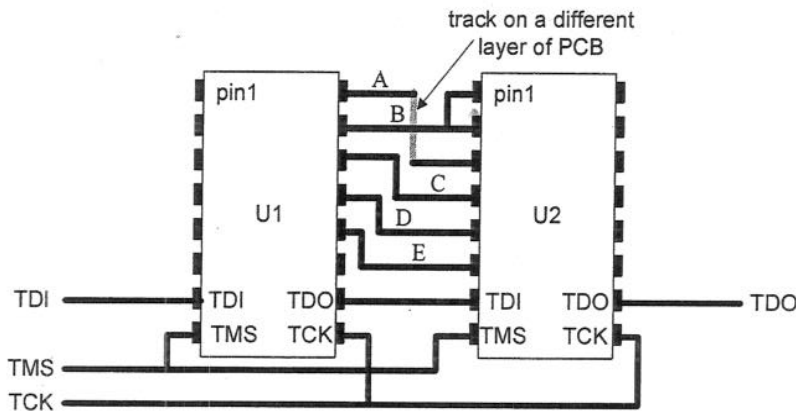 track on a different
layer of PCB
A
pin1
pin1
B
C
U1
D
U2
E
TDI
TDI
TDO
TDI
TDO
TDO
TMS
TCK
TMS
TCK
TMS
TCK